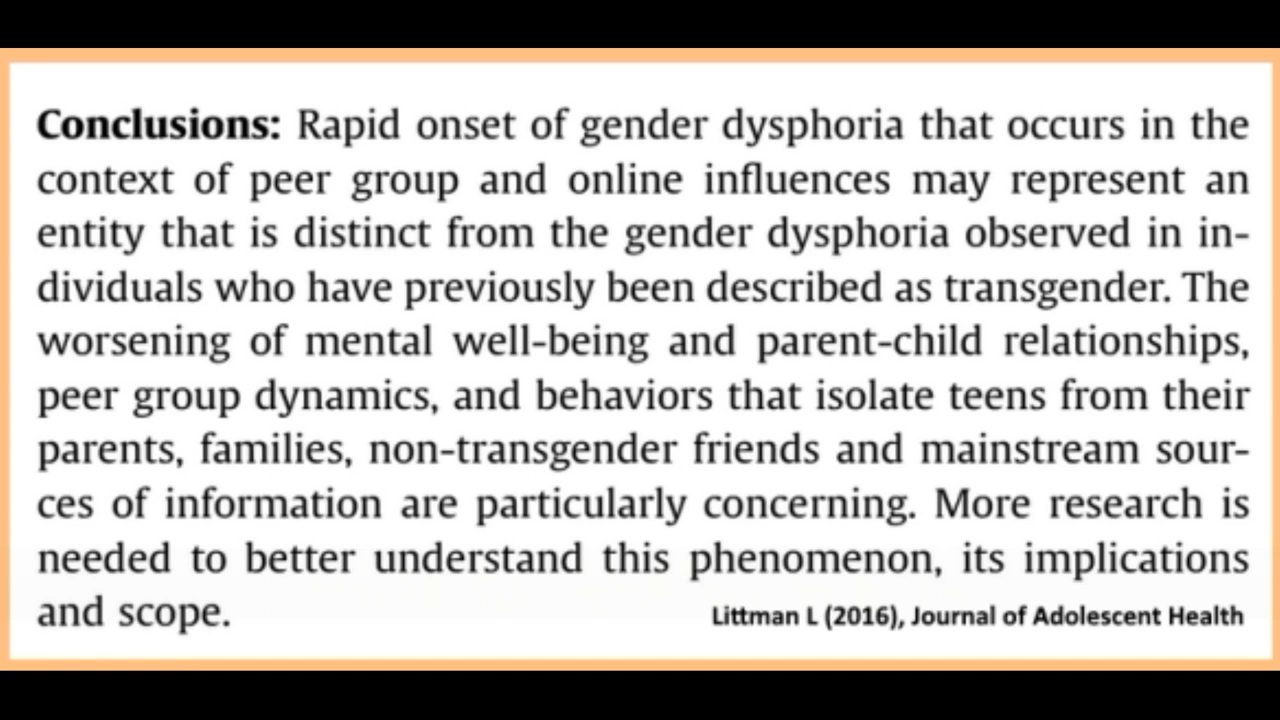 Conclusions: Rapid onset of gender dysphoria that occurs in the
context of peer group and online influences may represent an
entity that is distinct from the gender dysphoria observed in in-
dividuals who have previously been described as transgender. The
worsening of mental well-being and parent-child relationships,
peer group dynamics, and behaviors that isolate teens from their
parents, families, non-transgender friends and mainstream sour-
ces of information are particularly concerning. More research is
needed to better understand this phenomenon, its implications
and scope.
Littman L (2016), Journal of Adolescent Health